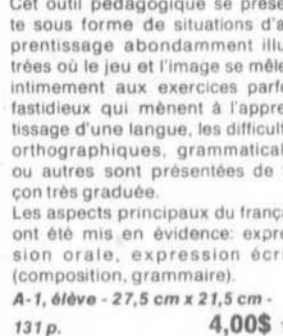 Cet outil pédagogique se prése
te sous forme de situations d'a
prentissage abondamment illu
trées où le jeu et l'image se mêle
intimement aux exercices parfo
fastidieux qui mènent à l'appre
tissage d'une langue, les difficult
orthographiques, grammatical
ou autres sont présentées de
çon très graduée.
Les aspects principaux du frança
ont été mis en évidence: expre
sion orale, expression écri
(composition, grammaire).
A-1, élève - 27,5 cm x 21,5 cm -
131 p. 4,00$